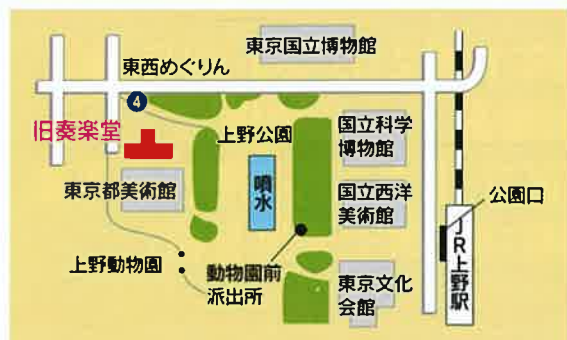 東京国立博物館
東西めぐりん
4
旧奏楽堂
上野公園
国立科学
博物館
東京都美術館
噴水
国立西洋
美術館
公園口
JR上野駅
上野動物園
動物園前
派出所
東京文化
会館